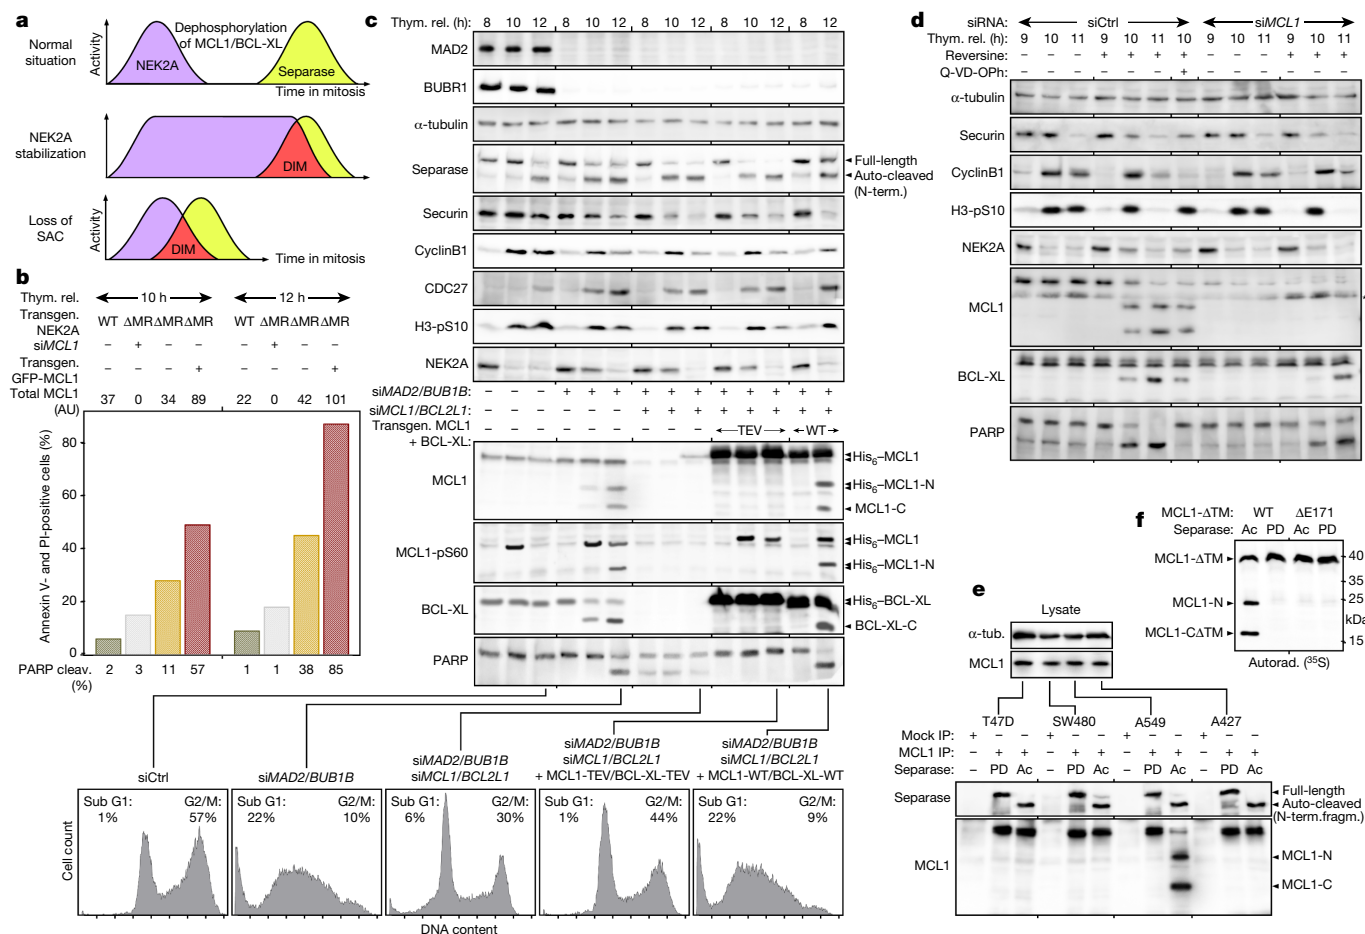 a
Normal situation
Activity
NEK2A
Dephosphorylation of MCL1/BCL-XL
Separase
Time in mitosis
NEK2A stabilization
DIM
Loss of SAC
Activity
DIM
Time in mitosis
b
Thym. rel. 10 h 12 h
Transgen. NEK2A WT ΔMR ΔMR ΔMR WT ΔMR ΔMR ΔMR
siMCL1 – + – – – + – –
Transgen. GFP-MCL1 – – – + – – – +
Total MCL1 (AU) 37 0 34 89 22 0 42 101
Annexin V- and PI-positive cells (%)
80
60
40
20
0
PARP cleav. (%) 2 3 11 57 1 1 38 85
c
Thym. rel. (h): 8 10 12 8 10 12 8 10 12 8 10 12 8 12
MAD2
BUBR1
α-tubulin
Separase
Full-length
Auto-cleaved (N-term.)
Securin
CyclinB1
CDC27
H3-pS10
NEK2A
siMAD2/BUB1B: – – – + + + + + + + + + + +
siMCL1/BCL2L1: – – – – – – + + + + + + + +
Transgen. MCL1 + BCL-XL: – – – – – – – – – TEV WT
MCL1
His6–MCL1
His6–MCL1-N
MCL1-C
MCL1-pS60
His6–MCL1
His6–MCL1-N
BCL-XL
His6–BCL-XL
BCL-XL-C
PARP
siCtrl
siMAD2/BUB1B
siMAD2/BUB1B
siMCL1/BCL2L1
siMAD2/BUB1B
siMCL1/BCL2L1
+ MCL1-TEV/BCL-XL-TEV
siMAD2/BUB1B
siMCL1/BCL2L1
+ MCL1-WT/BCL-XL-WT
Cell count
Sub G1: 1% G2/M: 57%
Sub G1: 22% G2/M: 10%
Sub G1: 6% G2/M: 30%
Sub G1: 1% G2/M: 44%
Sub G1: 22% G2/M: 9%
DNA content
d
siRNA: siCtrl siMCL1
Thym. rel. (h): 9 10 11 9 10 11 10 9 10 11 9 10 11
Reversine: – – – + + + + – – – + + +
Q-VD-OPh: – – – – – – + – – – – – –
α-tubulin
Securin
CyclinB1
H3-pS10
NEK2A
MCL1
BCL-XL
PARP
e
Lysate
α-tub.
MCL1
T47D SW480 A549 A427
Mock IP: + – – + – – + – – + – –
MCL1 IP: – + + – + + – + + – + +
Separase: – PD Ac – PD Ac – PD Ac – PD Ac
Separase
Full-length
Auto-cleaved (N-term.fragm.)
MCL1
MCL1-N
MCL1-C
f
MCL1-ΔTM: WT ΔE171
Separase: Ac PD Ac PD
MCL1-ΔTM
MCL1-N
MCL1-CΔTM
40
35
25
kDa
15
Autorad. (35S)